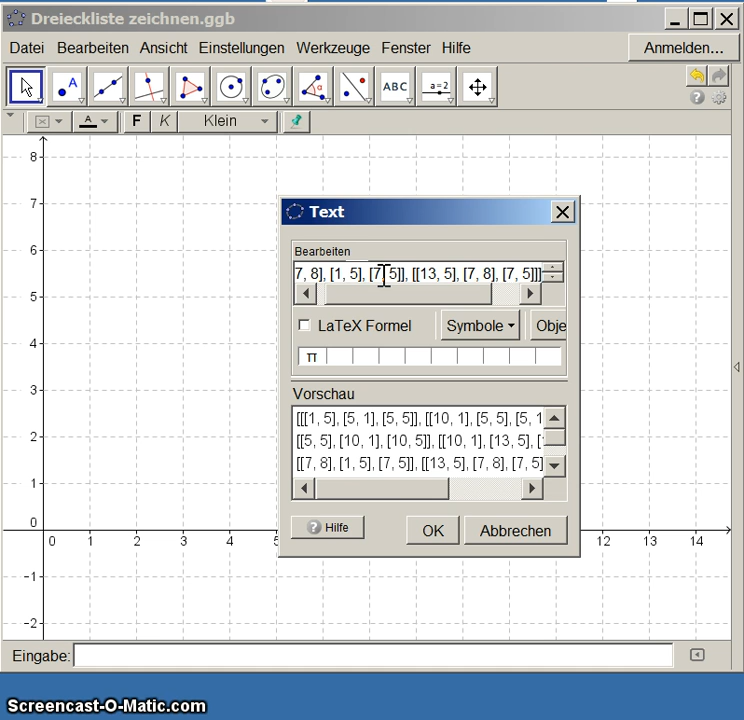 Dreieckliste zeichnen.ggb
Datei Bearbeiten Ansicht Einstellungen Werkzeuge Fenster Hilfe Anmelden...
A ABC a=2
A F K Klein
Text
Bearbeiten
7, 8], [1, 5], [7, 5]], [[13, 5], [7, 8], [7, 5]]]
LaTeX Formel Symbole Obje
π
Vorschau
[[[1, 5], [5, 1], [5, 5]], [[10, 1], [5, 5], [5, 1
[[5, 5], [10, 1], [10, 5]], [[10, 1], [13, 5], [
[[7, 8], [1, 5], [7, 5]], [[13, 5], [7, 8], [7, 5]
Hilfe OK Abbrechen
8
7
6
5
4
3
2
1
0
0 1 2 3 4 5 12 13 14
-1
-2
Eingabe:
Screencast-O-Matic.com